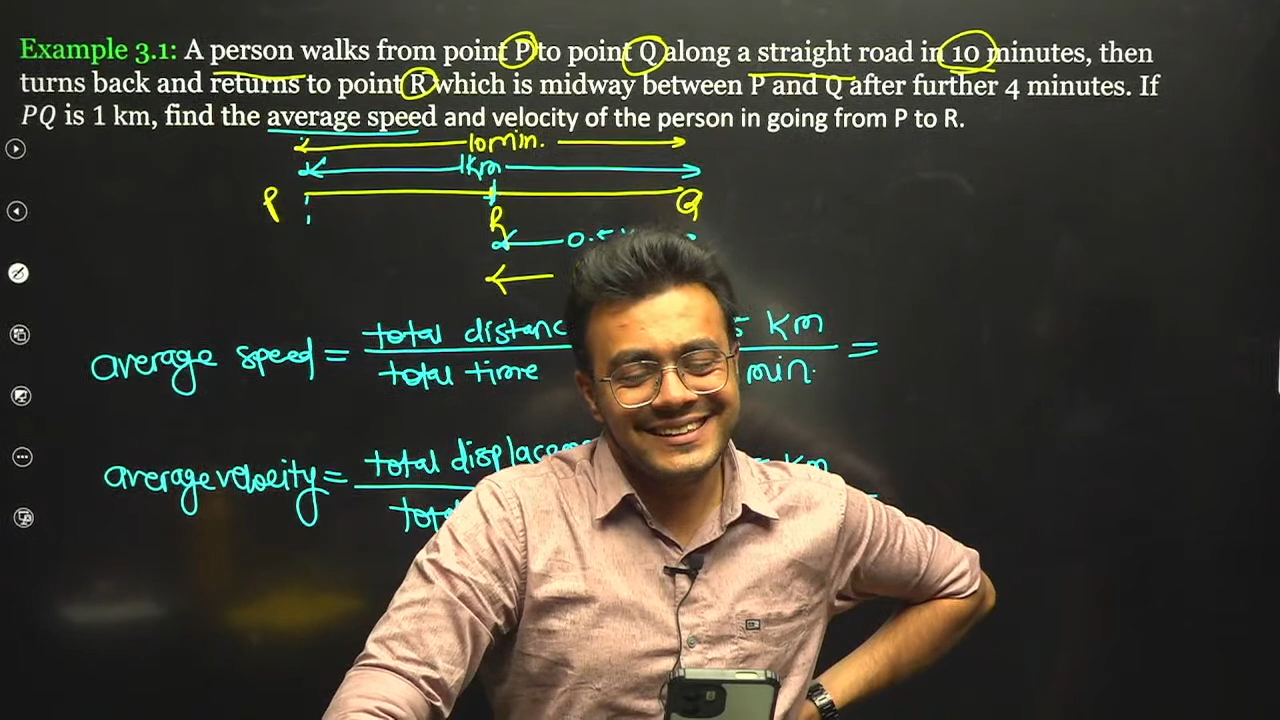 Example 3.1: A person walks from point P to point Q along a straight road in 10 minutes, then
turns back and returns to point R which is midway between P and Q after further 4 minutes. If
PQ is 1 km, find the average speed and velocity of the person in going from P to R.
10min.
1km
P
Q
R
average speed = total distanc km
total time min. =
average velocity = total displaceme km